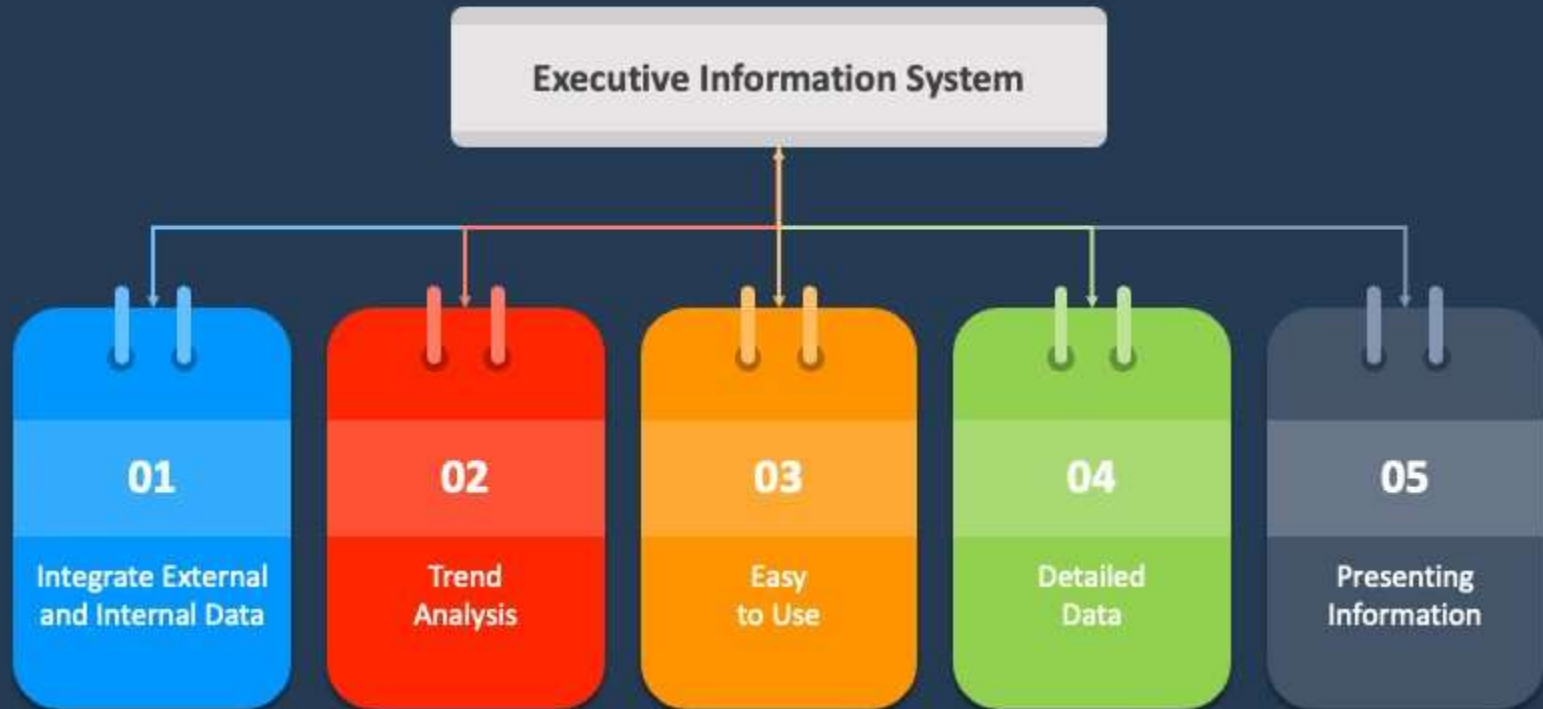 Executive Information System
01
Integrate External
and Internal Data
02
Trend
Analysis
03
Easy
to Use
04
Detailed
Data
05
Presenting
Information